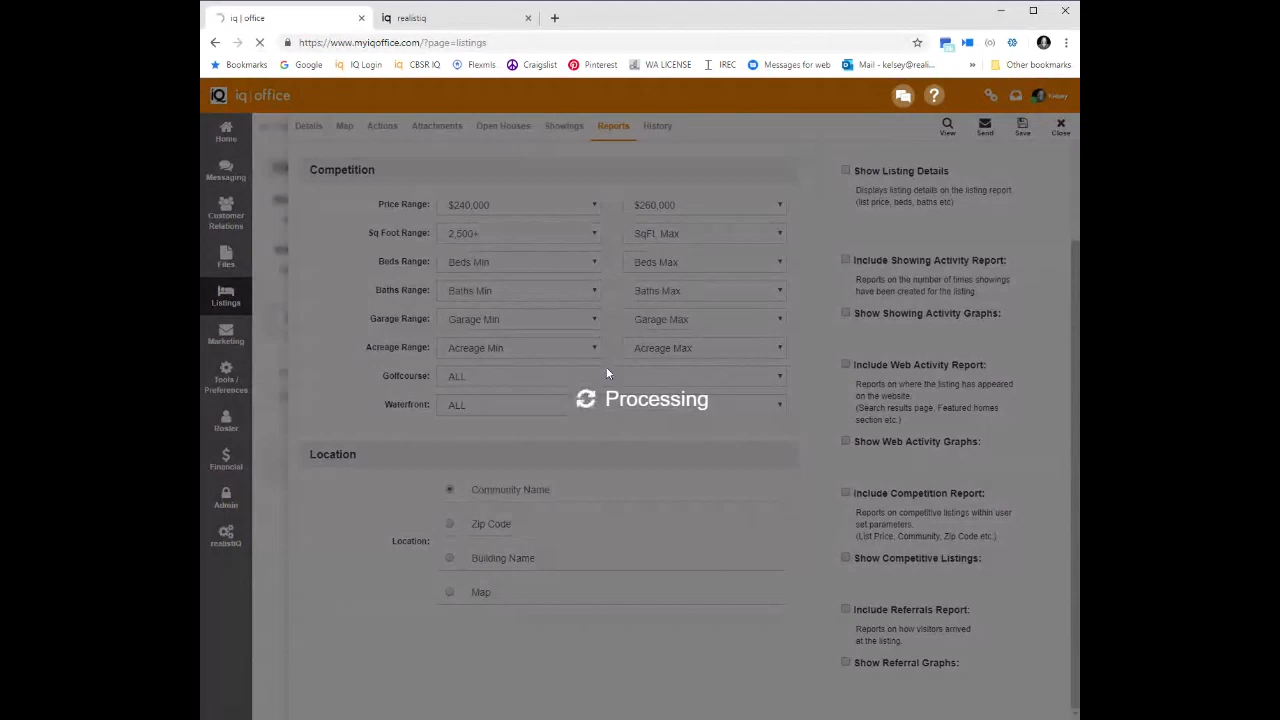 iq | office
iq realistiq
https://www.myiqoffice.com/?page=listings
Bookmarks Google iq IQ Login iq CBSR IQ Flexmls Craigslist Pinterest WA LICENSE IREC Messages for web Mail - kelsey@reali... » Other bookmarks
iQ iq | office ? Kelsey
Home
Messaging
Customer
Relations
Files
Listings
Marketing
Tools /
Preferences
Roster
Financial
Admin
realistiQ
Details Map Actions Attachments Open Houses Showings Reports History
View Send Save Close
Competition
Price Range: $240,000 $260,000
Sq Foot Range: 2,500+ SqFt. Max
Beds Range: Beds Min Beds Max
Baths Range: Baths Min Baths Max
Garage Range: Garage Min Garage Max
Acreage Range: Acreage Min Acreage Max
Golfcourse: ALL
Waterfront: ALL
Processing
Location
Location:
Community Name
Zip Code
Building Name
Map
Show Listing Details
Displays listing details on the listing report.
(list price, beds, baths etc)
Include Showing Activity Report:
Reports on the number of times showings
have been created for the listing.
Show Showing Activity Graphs:
Include Web Activity Report:
Reports on where the listing has appeared
on the website.
(Search results page, Featured homes
section etc.)
Show Web Activity Graphs:
Include Competition Report:
Reports on competitive listings within user
set parameters.
(List Price, Community, Zip Code etc.)
Show Competitive Listings:
Include Referrals Report:
Reports on how visitors arrived
at the listing.
Show Referral Graphs: